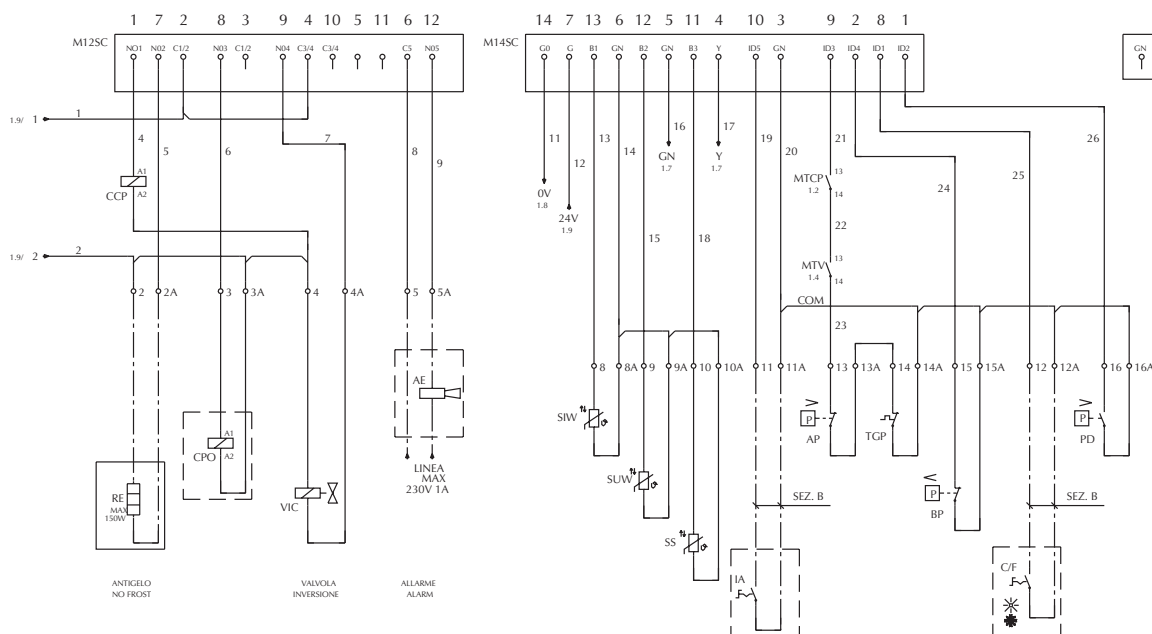 1 7 2 8 3 9 4 10 5 11 6 12
M12SC
NO1 N02 C1/2 N03 C1/2 N04 C3/4 C3/4 5 11 C5 N05
14 7 13 6 12 5 11 4 10 3 9 2 8 1
M14SC
G0 G B1 GN B2 GN B3 Y ID5 GN ID3 ID4 ID1 ID2
GN
1.9/ 1 1
4 5 6 7 8 9
CCP A1 A2
1.9/ 2 2
2 2A 3 3A 4 4A 5 5A
AE
CPO A1 A2
LINEA
MAX
230V 1A
RE
MAX
150W
VIC
ANTIGELO
NO FROST
VALVOLA
INVERSIONE
ALLARME
ALARM
11 12 13 14 16 17 19 20 21 26
0V
1.8
24V
1.9
GN
1.7
Y
1.7
15 18
MTCP
1.2
13
14
22
24 25
MTV
1.4
13
14
COM
23
8 8A 9 9A 10 10A 11 11A 13 13A 14 14A 15 15A 12 12A 16 16A
SIW
SUW
SS
P
AP
TGP
P
BP
P
PD
SEZ. B
SEZ. B
IA
C/F